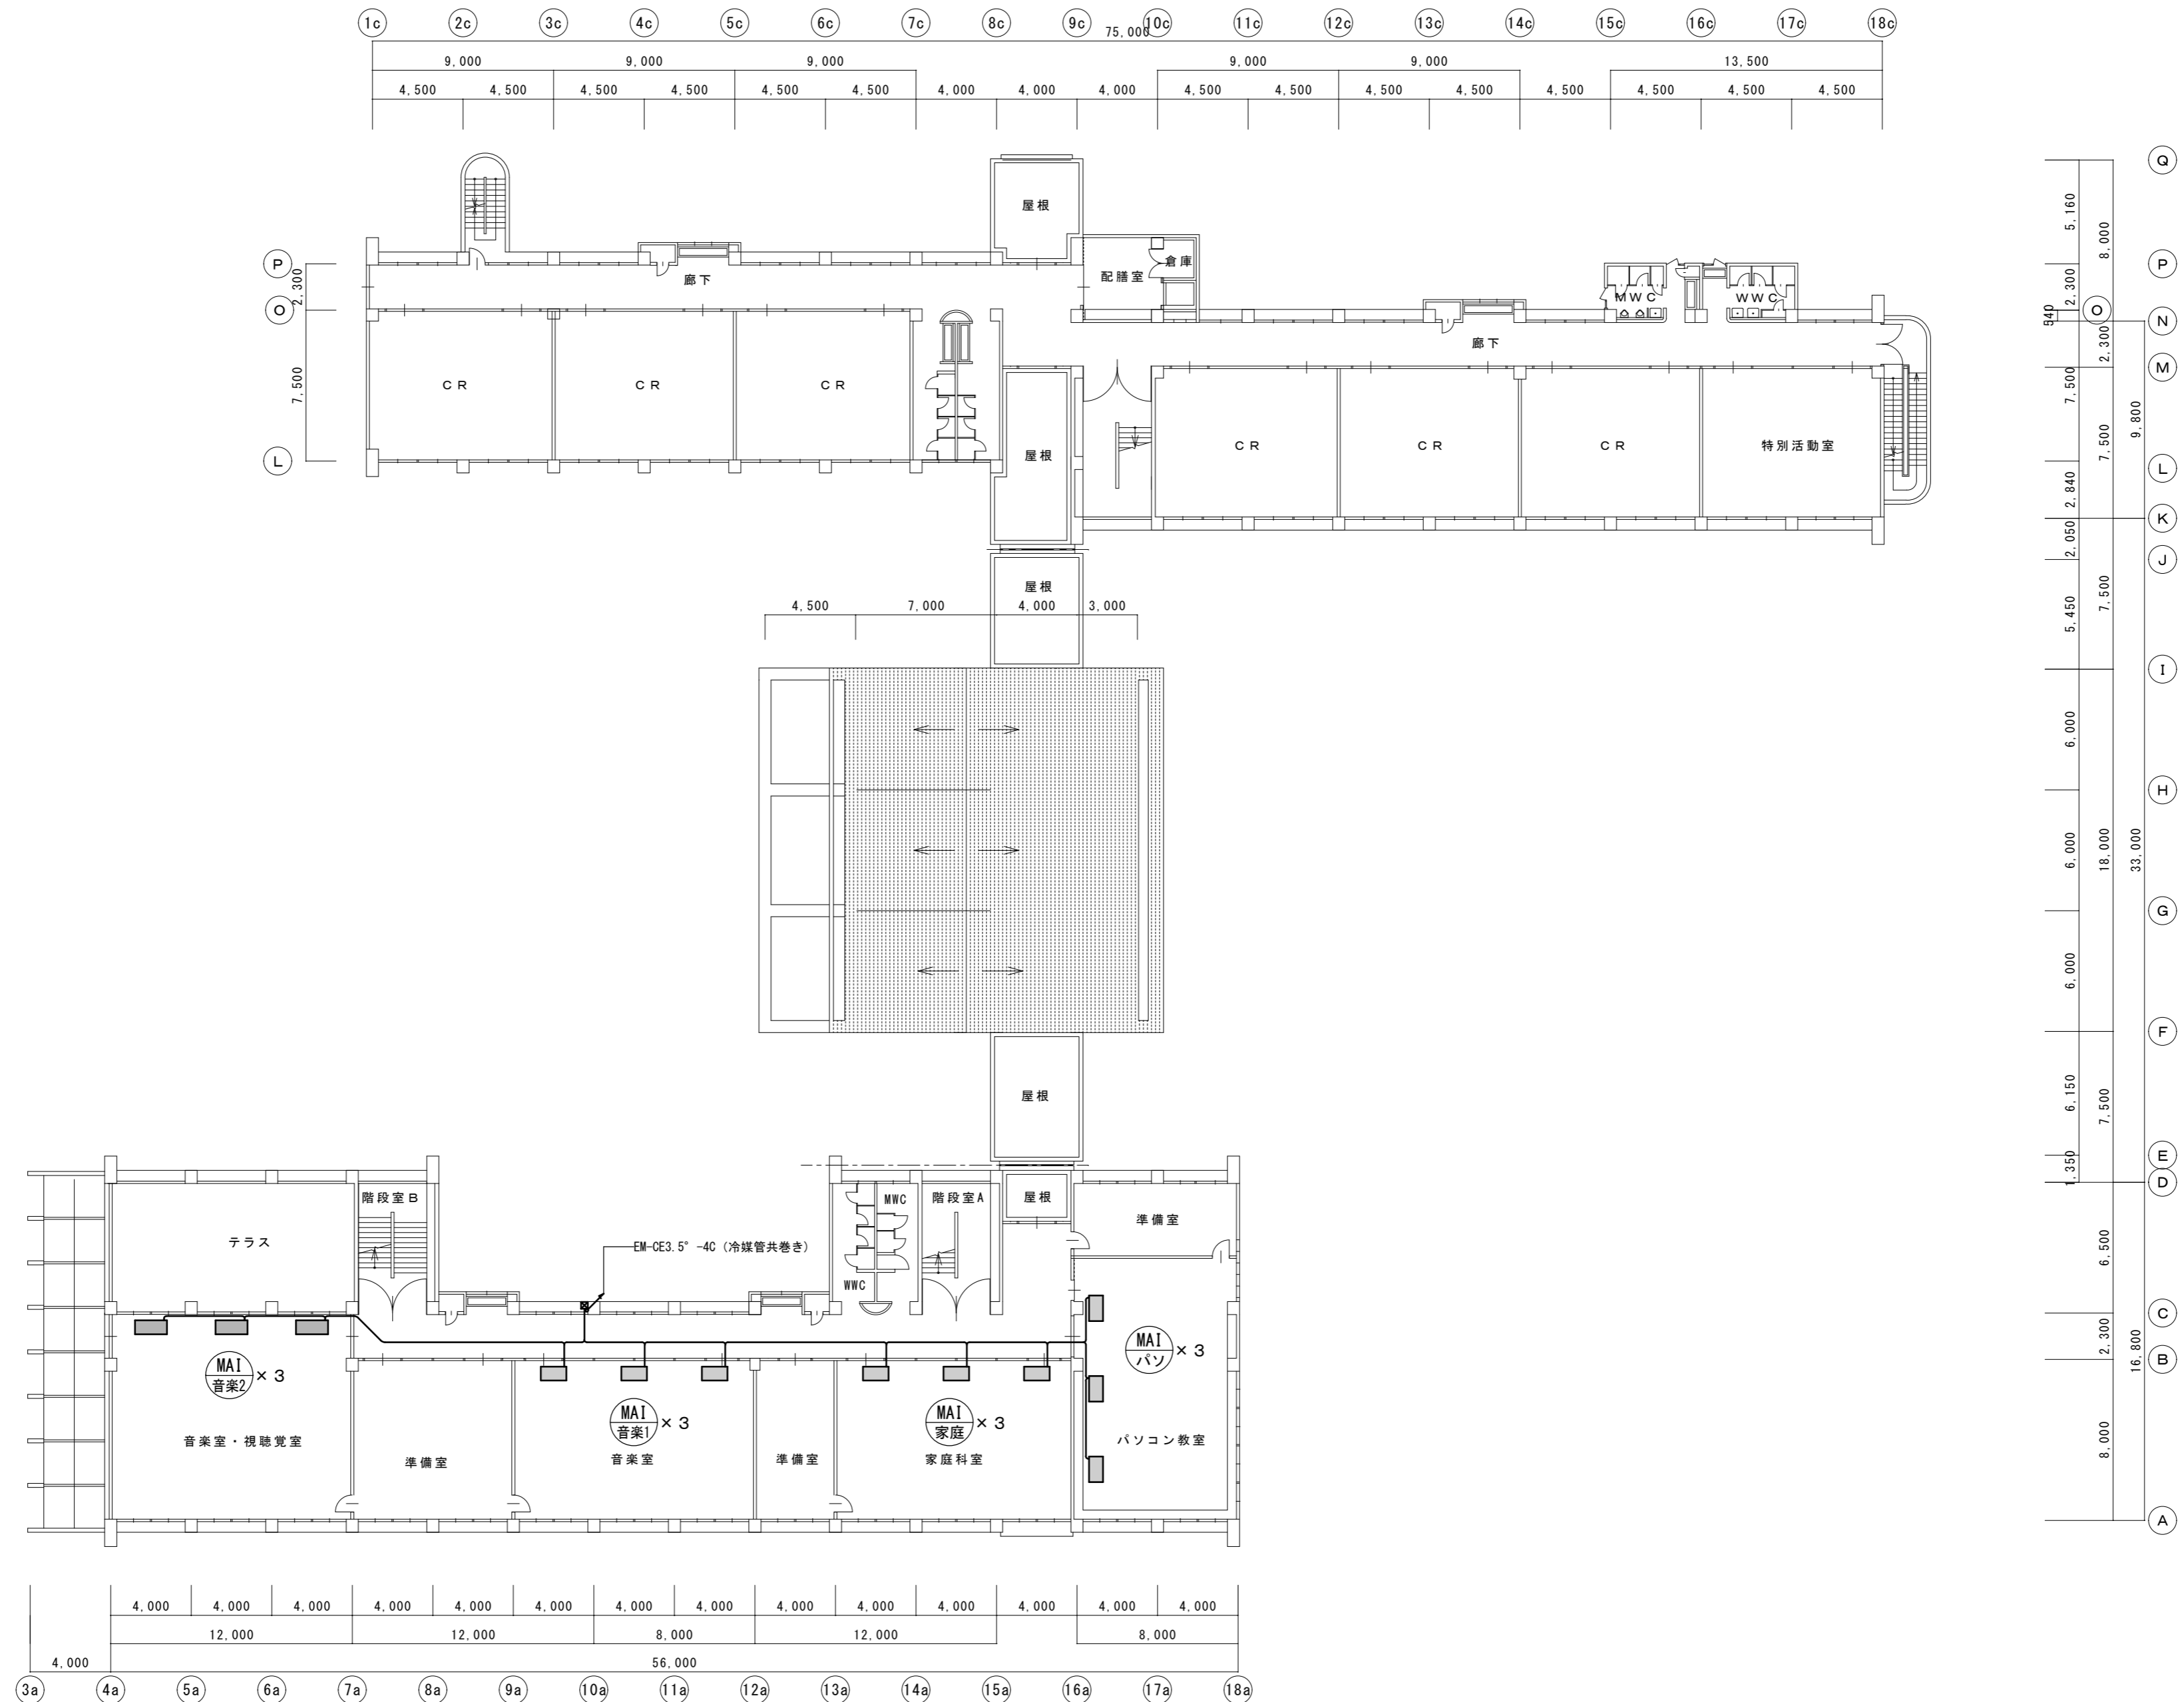 1c 2c 3c 4c 5c 6c 7c 8c 9c 10c 11c 12c 13c 14c 15c 16c 17c 18c
75,000
9,000 9,000 9,000 9,000 9,000 13,500
4,500 4,500 4,500 4,500 4,500 4,500 4,000 4,000 4,000 4,500 4,500 4,500 4,500 4,500 4,500 4,500 4,500
Q
屋根
5,160
8,000
P
2,300
O
廊下
配膳室
倉庫
MWC
WWC
P
2,300
540
O
N
廊下
2,300
M
7,500
CR
CR
CR
屋根
CR
CR
CR
特別活動室
7,500
7,500
9,800
L
L
2,840
K
2,050
J
屋根
4,500 7,000 4,000 3,000
5,450
7,500
I
6,000
H
6,000
18,000
33,000
G
6,000
F
屋根
6,150
7,500
E
1,350
D
階段室B
MWC
階段室A
屋根
準備室
テラス
EM-CE3.5°-4C (冷媒管共巻き)
WWC
6,500
C
2,300
16,800
B
MAI
音楽2
×3
MAI
パソ
×3
MAI
音楽1
×3
MAI
家庭
×3
音楽室・視聴覚室
準備室
音楽室
準備室
家庭科室
パソコン教室
8,000
A
4,000 4,000 4,000 4,000 4,000 4,000 4,000 4,000 4,000 4,000 4,000 4,000 4,000 4,000
12,000 12,000 8,000 12,000 8,000
4,000 56,000
3a 4a 5a 6a 7a 8a 9a 10a 11a 12a 13a 14a 15a 16a 17a 18a